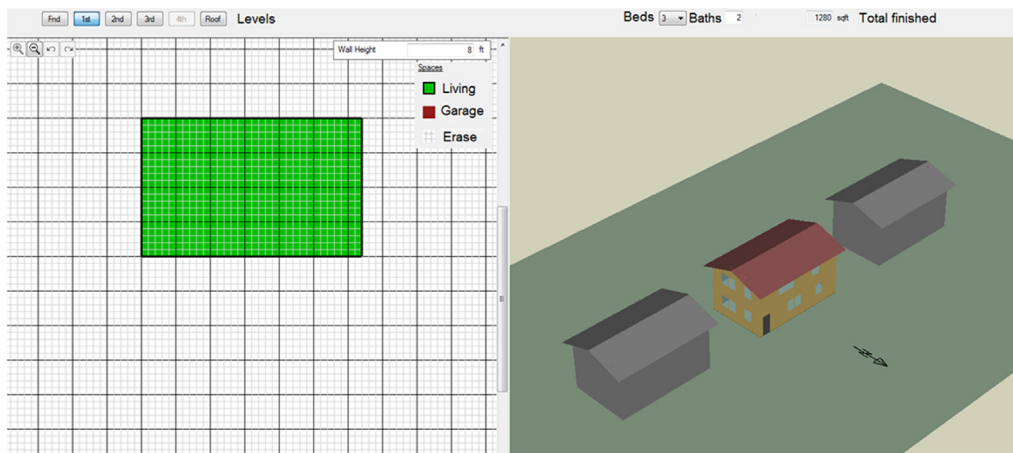 Fnd 1st 2nd 3rd 4th Roof Levels Beds 3 Baths 2 1280 sqft Total finished
Wall Height 8 ft
Spaces
Living
Garage
Erase
N